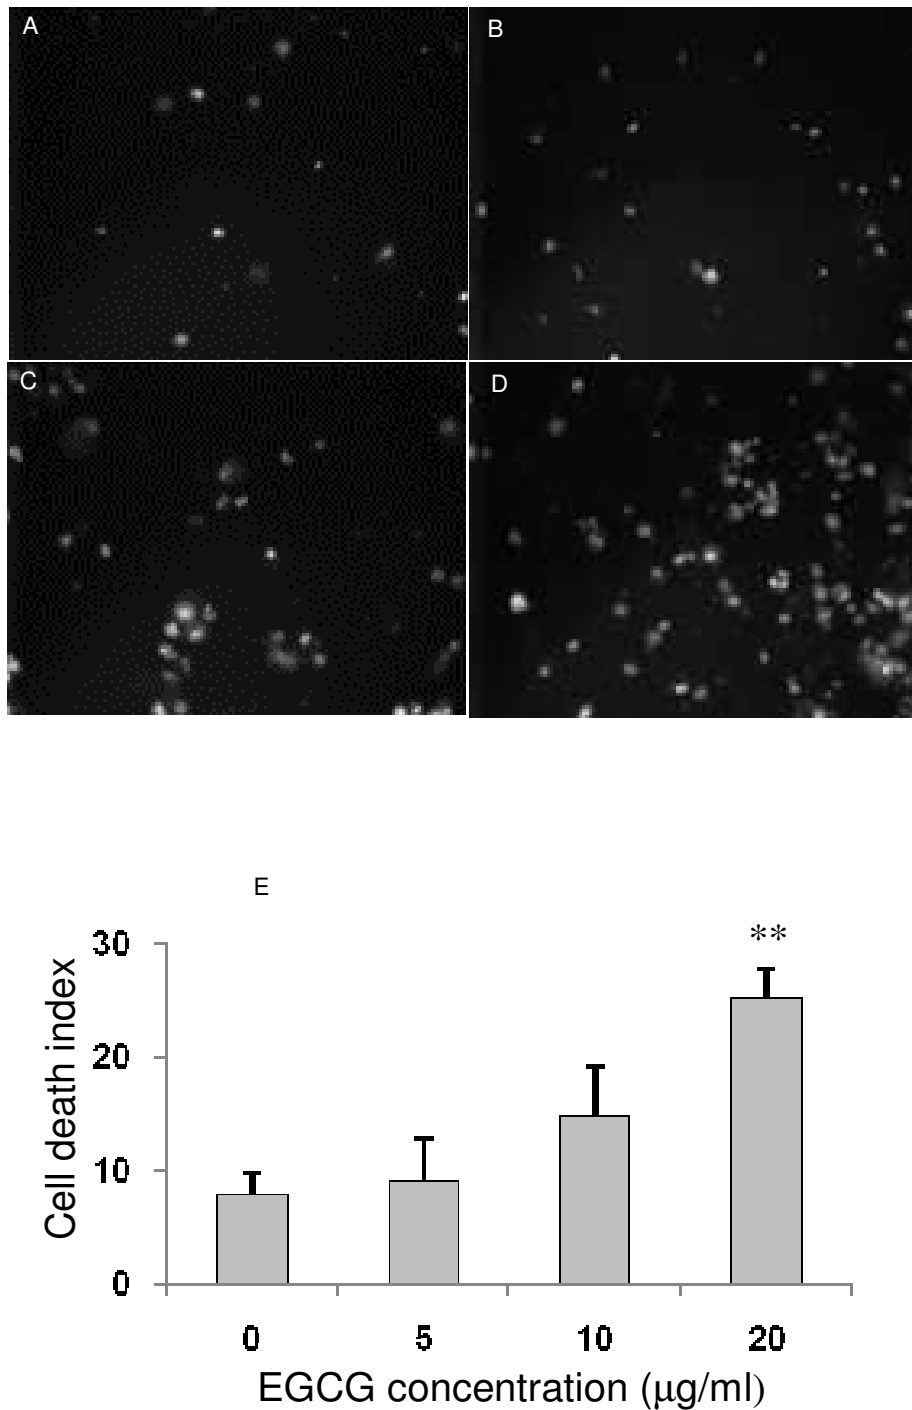 A
B
C
D
E
**
30
20
10
0
Cell death index
0 5 10 20
EGCG concentration (μg/ml)